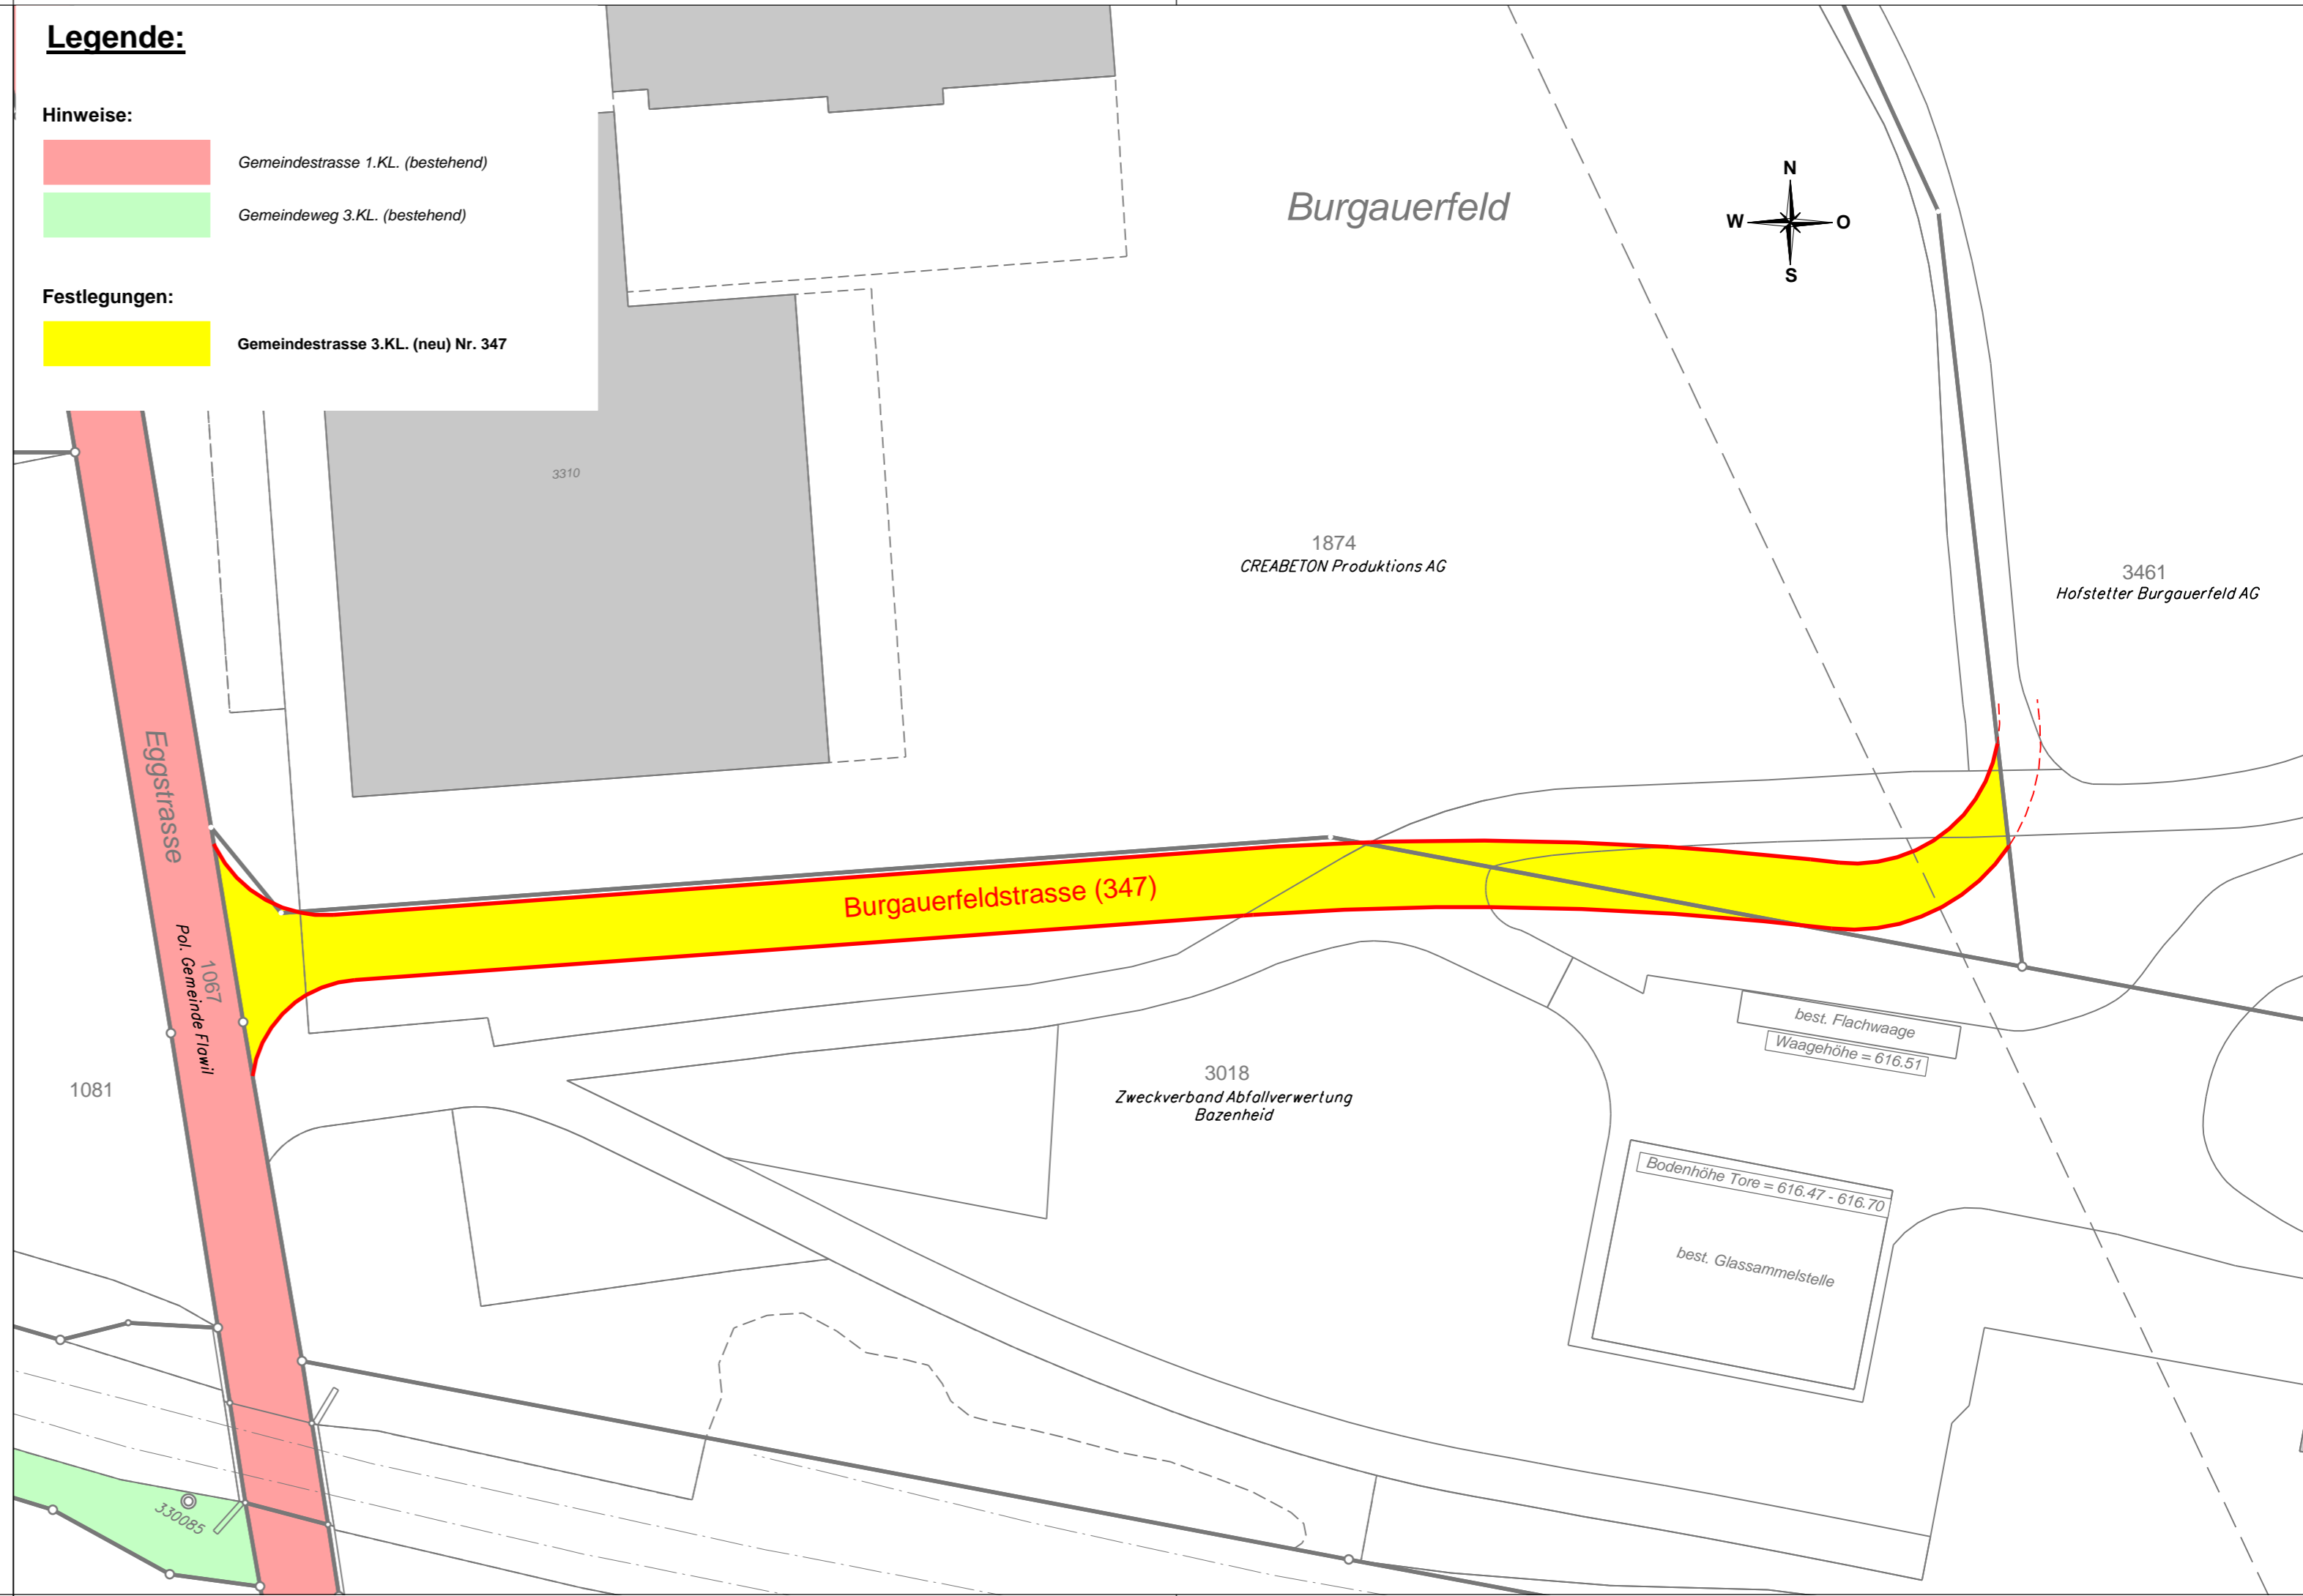 Legende:
Hinweise:
Gemeindestrasse 1.KL. (bestehend)
Gemeindeweg 3.KL. (bestehend)
Festlegungen:
Gemeindestrasse 3.KL. (neu) Nr. 347
Burgauerfeld
N
W
O
S
3310
1874
CREABETON Produktions AG
3461
Hofstetter Burgauerfeld AG
Eggstrasse
Burgauerfeldstrasse (347)
1067
Pol. Gemeinde Flawil
1081
best. Flachwaage
Waagehöhe = 616.51
3018
Zweckverband Abfallverwertung
Bazenheid
Bodenhöhe Tore = 616.47 - 616.70
best. Glassammelstelle
330085